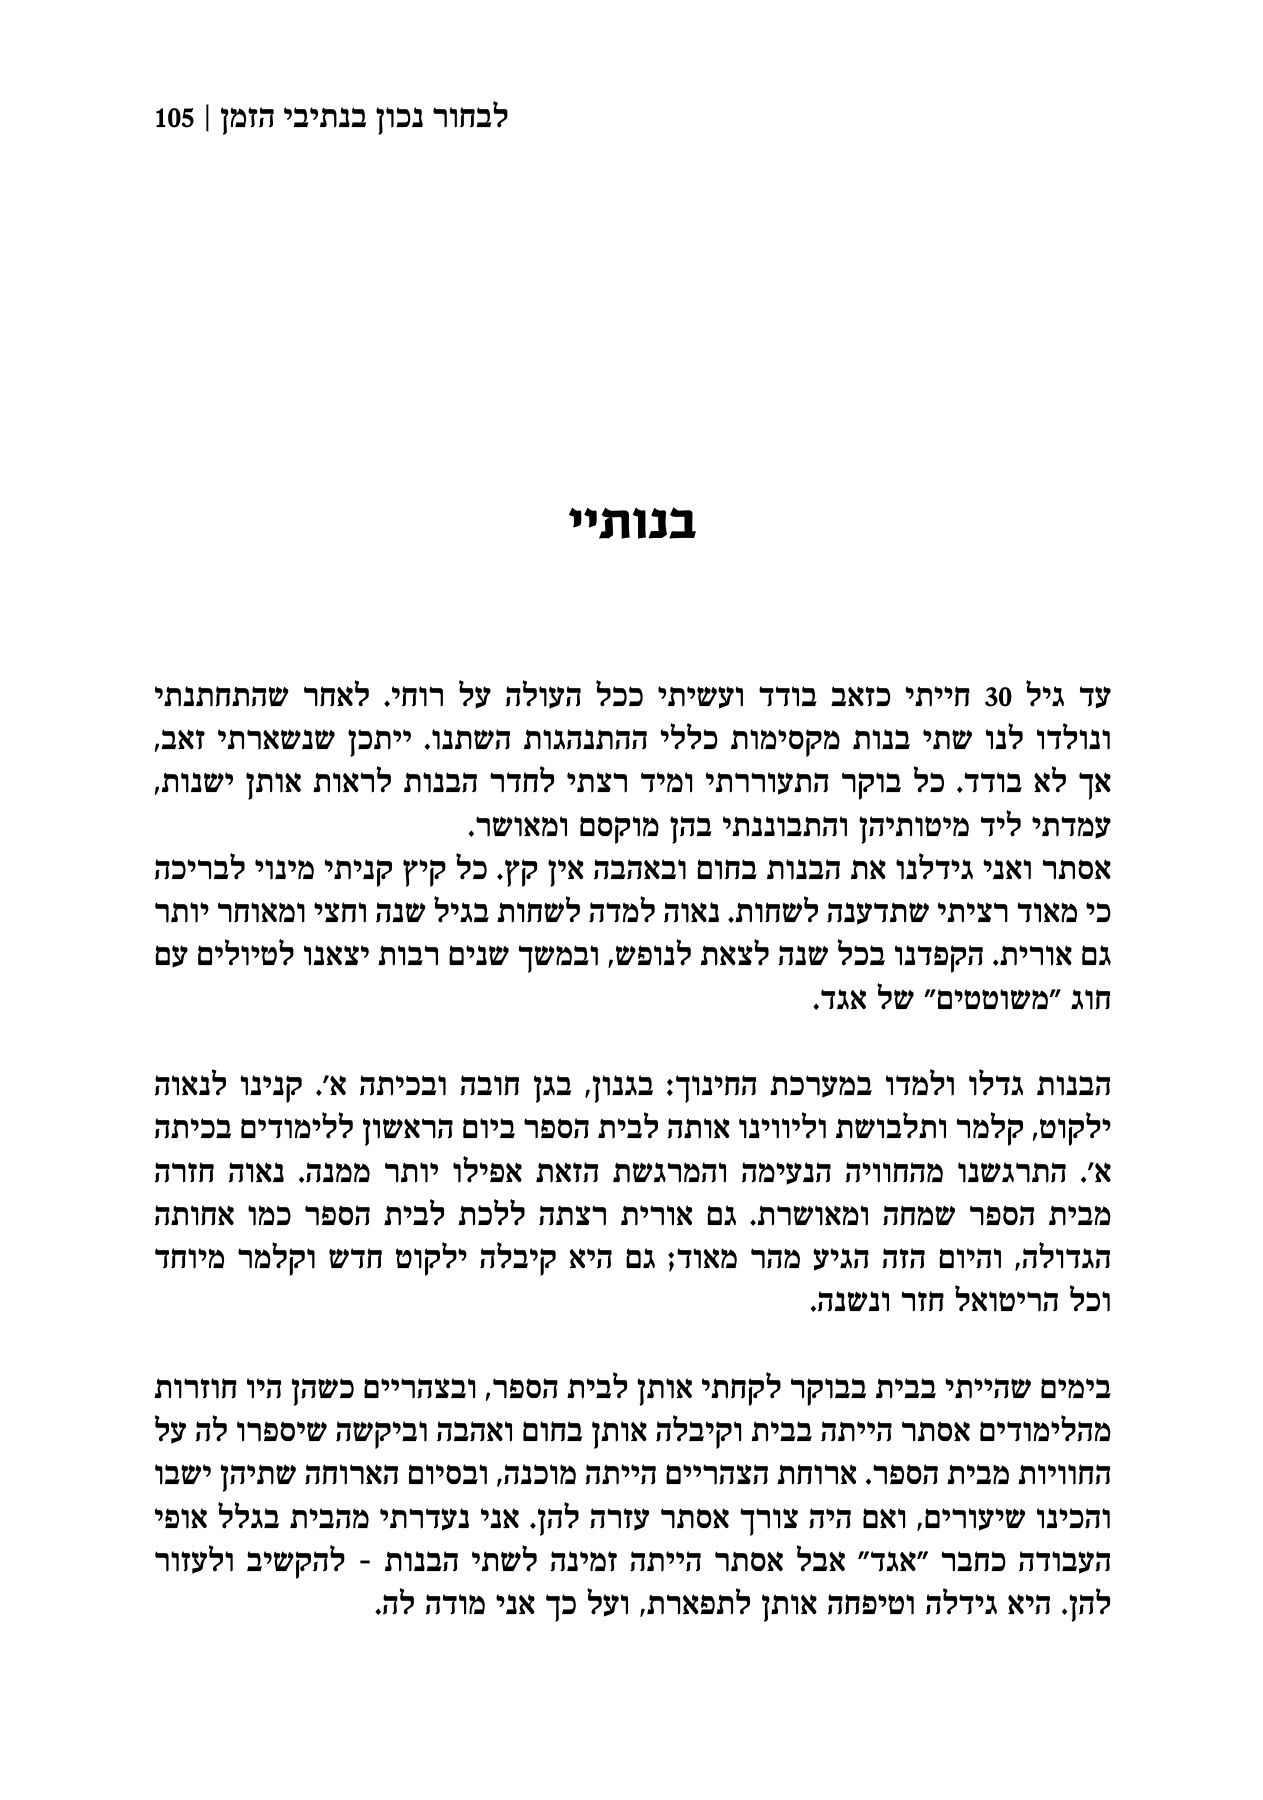 לבחור נכון בנתיבי הזמן | 105
בנותיי
עד גיל 30 חייתי כזאב בודד ועשיתי ככל העולה על רוחי. לאחר שהתחתנתי
ונולדו לנו שתי בנות מקסימות כללי ההתנהגות השתנו. ייתכן שנשארתי זאב,
אך לא בודד. כל בוקר התעוררתי ומיד רצתי לחדר הבנות לראות אותן ישנות,
עמדתי ליד מיטותיהן והתבוננתי בהן מוקסם ומאושר.
אסתר ואני גידלנו את הבנות בחום ובאהבה אין קץ. כל קיץ קניתי מינוי לבריכה
כי מאוד רציתי שתדענה לשחות. נאוה למדה לשחות בגיל שנה וחצי ומאוחר יותר
גם אורית. הקפדנו בכל שנה לצאת לנופש, ובמשך שנים רבות יצאנו לטיולים עם
חוג ״משוטטים״ של אגד.
הבנות גדלו ולמדו במערכת החינוך: בגנון, בגן חובה ובכיתה א׳. קנינו לנאוה
ילקוט, קלמר ותלבושת וליווינו אותה לבית הספר ביום הראשון ללימודים בכיתה
א׳. התרגשנו מהחוויה הנעימה והמרגשת הזאת אפילו יותר ממנה. נאוה חזרה
מבית הספר שמחה ומאושרת. גם אורית רצתה ללכת לבית הספר כמו אחותה
הגדולה, והיום הזה הגיע מהר מאוד; גם היא קיבלה ילקוט חדש וקלמר מיוחד
וכל הריטואל חזר ונשנה.
בימים שהייתי בבית בבוקר לקחתי אותן לבית הספר, ובצהריים כשהן היו חוזרות
מהלימודים אסתר הייתה בבית וקיבלה אותן בחום ואהבה וביקשה שיספרו לה על
החוויות מבית הספר. ארוחת הצהריים הייתה מוכנה, ובסיום הארוחה שתיהן ישבו
והכינו שיעורים, ואם היה צורך אסתר עזרה להן. אני נעדרתי מהבית בגלל אופי
העבודה כחבר ״אגד״ אבל אסתר הייתה זמינה לשתי הבנות - להקשיב ולעזור
להן. היא גידלה וטיפחה אותן לתפארת, ועל כך אני מודה לה.